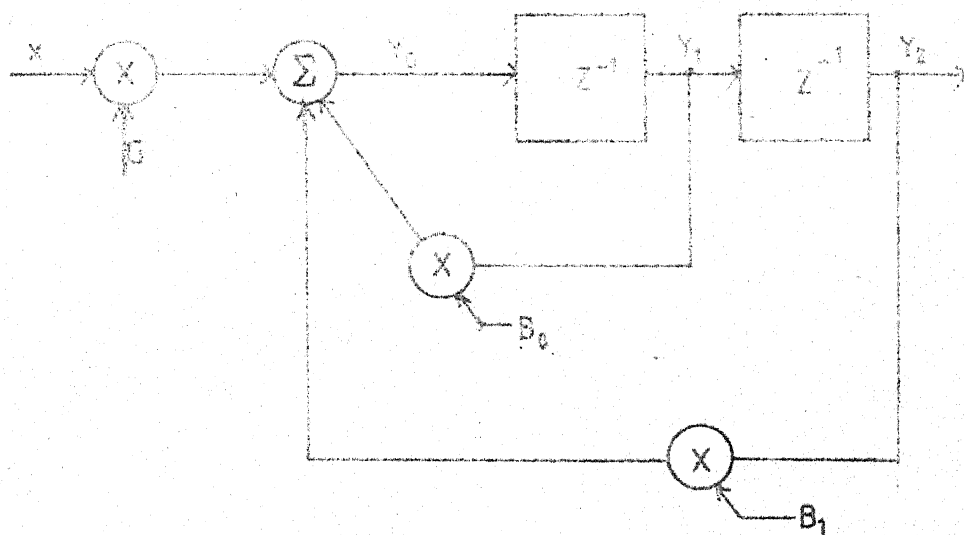 X Y₀ Y₁ Y₂
X Σ Z⁻¹ Z⁻¹
G
X
B₀
X
B₁